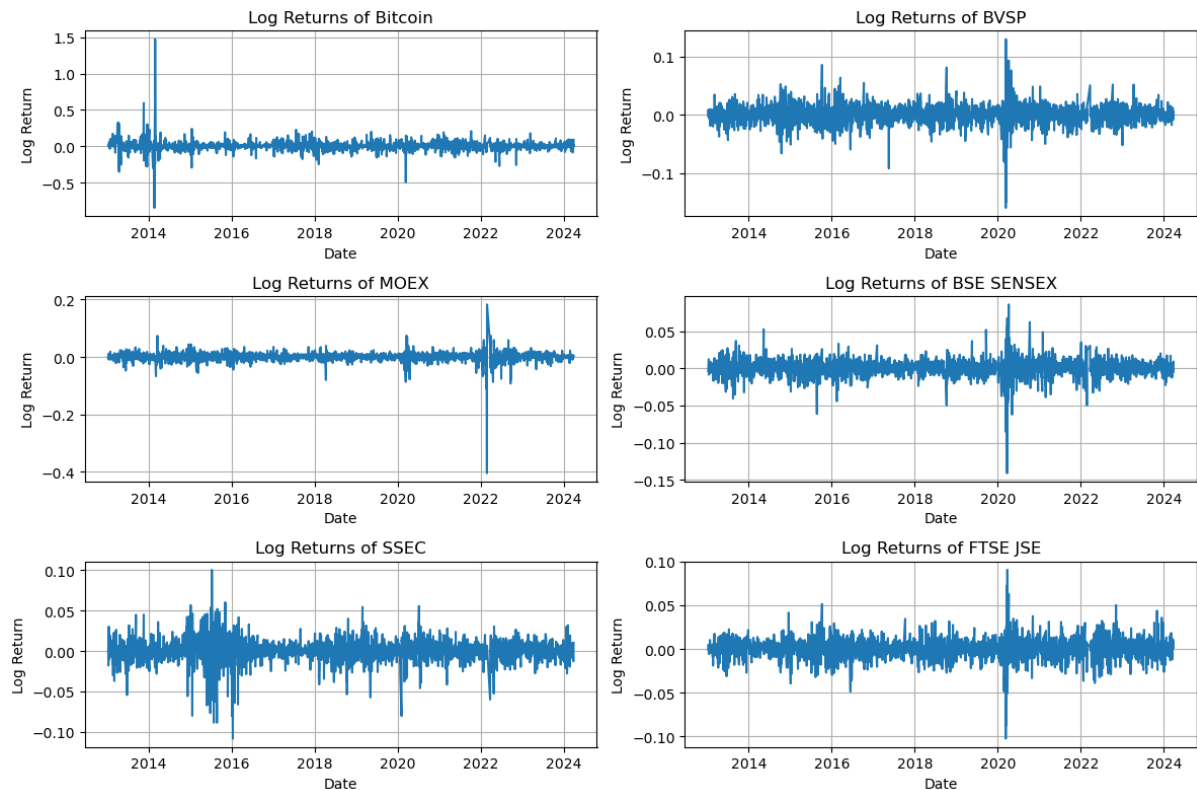 Log Returns of Bitcoin
1.5
1.0
0.5
0.0
−0.5
Log Return
2014 2016 2018 2020 2022 2024
Date
Log Returns of BVSP
0.1
0.0
−0.1
Log Return
2014 2016 2018 2020 2022 2024
Date
Log Returns of MOEX
0.2
0.0
−0.2
−0.4
Log Return
2014 2016 2018 2020 2022 2024
Date
Log Returns of BSE SENSEX
0.05
0.00
−0.05
−0.10
−0.15
Log Return
2014 2016 2018 2020 2022 2024
Date
Log Returns of SSEC
0.10
0.05
0.00
−0.05
−0.10
Log Return
2014 2016 2018 2020 2022 2024
Date
Log Returns of FTSE JSE
0.10
0.05
0.00
−0.05
−0.10
Log Return
2014 2016 2018 2020 2022 2024
Date